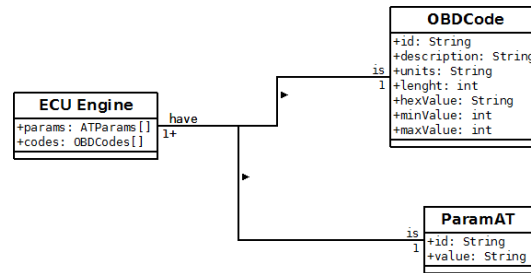 OBDCode
+id: String
+description: String
+units: String
+lenght: int
+hexValue: String
+minValue: int
+maxValue: int
is
1
ECU Engine
+params: ATParams[]
+codes: OBDCodes[]
have
1+
ParamAT
+id: String
+value: String
is
1